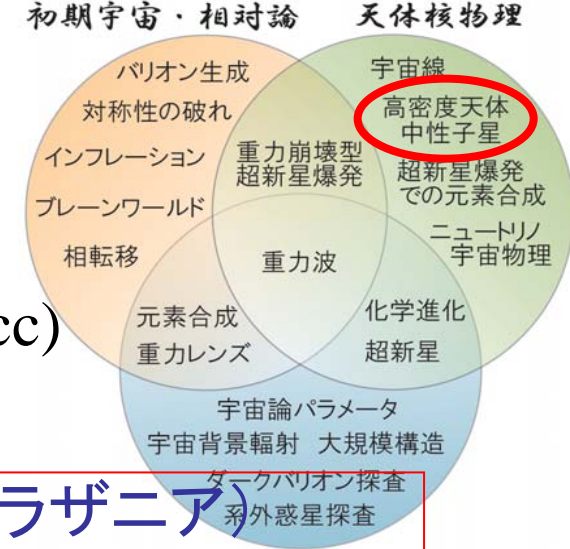 初期宇宙・相対論
天体核物理
バリオン生成
対称性の破れ
インフレーション
ブレーンワールド
相転移
重力崩壊型
超新星爆発
宇宙線
高密度天体
中性子星
超新星爆発
での元素合成
ニュートリノ
宇宙物理
重力波
元素合成
重力レンズ
化学進化
超新星
cc)
宇宙論パラメータ
宇宙背景輻射 大規模構造
ダークバリオン探査
系外惑星探査
ラザニア)